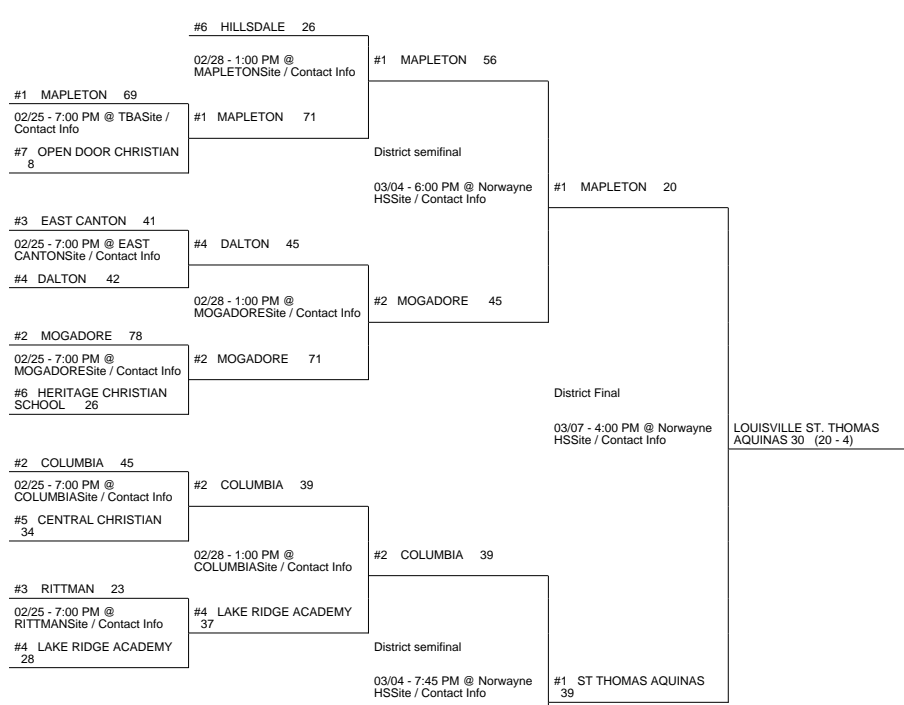 #6 HILLSDALE 26
02/28 - 1:00 PM @
MAPLETONSite / Contact Info
#1 MAPLETON 56
#1 MAPLETON 69
02/25 - 7:00 PM @ TBASite /
Contact Info
#1 MAPLETON 71
#7 OPEN DOOR CHRISTIAN
8
District semifinal
03/04 - 6:00 PM @ Norwayne
HSSite / Contact Info
#1 MAPLETON 20
#3 EAST CANTON 41
02/25 - 7:00 PM @ EAST
CANTONSite / Contact Info
#4 DALTON 45
#4 DALTON 42
02/28 - 1:00 PM @
MOGADORESite / Contact Info
#2 MOGADORE 45
#2 MOGADORE 78
02/25 - 7:00 PM @
MOGADORESite / Contact Info
#2 MOGADORE 71
#6 HERITAGE CHRISTIAN
SCHOOL 26
District Final
03/07 - 4:00 PM @ Norwayne
HSSite / Contact Info
LOUISVILLE ST. THOMAS
AQUINAS 30 (20 - 4)
#2 COLUMBIA 45
02/25 - 7:00 PM @
COLUMBIASite / Contact Info
#2 COLUMBIA 39
#5 CENTRAL CHRISTIAN
34
02/28 - 1:00 PM @
COLUMBIASite / Contact Info
#2 COLUMBIA 39
#3 RITTMAN 23
02/25 - 7:00 PM @
RITTMANSite / Contact Info
#4 LAKE RIDGE ACADEMY
37
#4 LAKE RIDGE ACADEMY
28
District semifinal
03/04 - 7:45 PM @ Norwayne
HSSite / Contact Info
#1 ST THOMAS AQUINAS
39